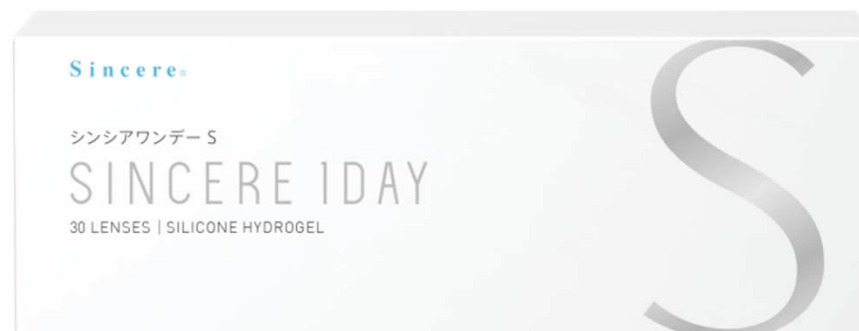 Sincere®
シンシアワンデー S
SINCERE 1DAY
30 LENSES | SILICONE HYDROGEL
S